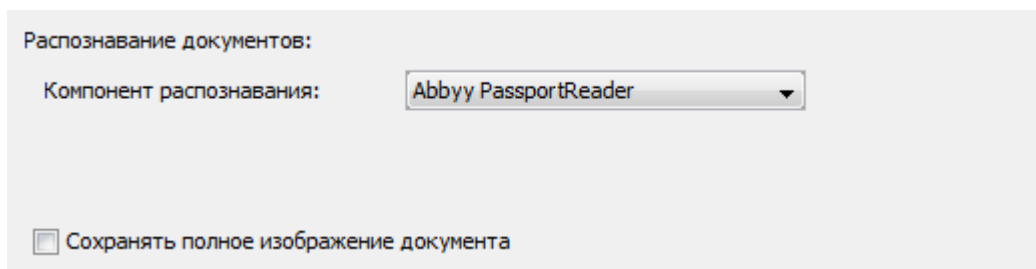 Распознавание документов:
Компонент распознавания: Abbyy PassportReader
Сохранять полное изображение документа